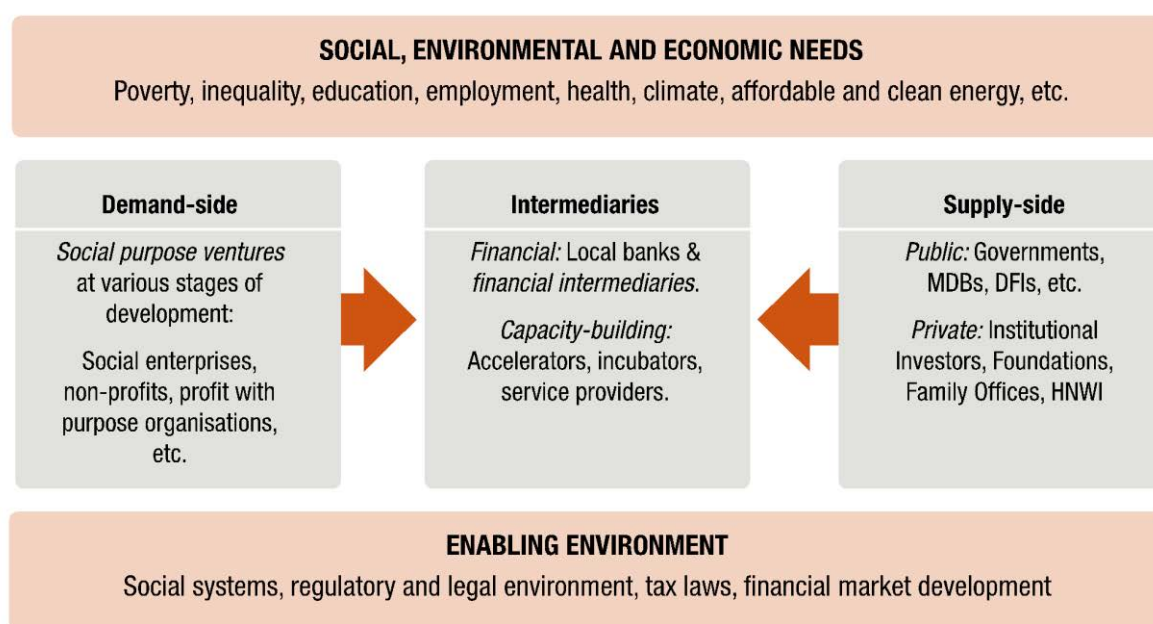 SOCIAL, ENVIRONMENTAL AND ECONOMIC NEEDS
Poverty, inequality, education, employment, health, climate, affordable and clean energy, etc.
Demand-side
Social purpose ventures
at various stages of
development:
Social enterprises,
non-profits, profit with
purpose organisations,
etc.
Intermediaries
Financial: Local banks &
financial intermediaries.
Capacity-building:
Accelerators, incubators,
service providers.
Supply-side
Public: Governments,
MDBs, DFIs, etc.
Private: Institutional
Investors, Foundations,
Family Offices, HNWI
ENABLING ENVIRONMENT
Social systems, regulatory and legal environment, tax laws, financial market development